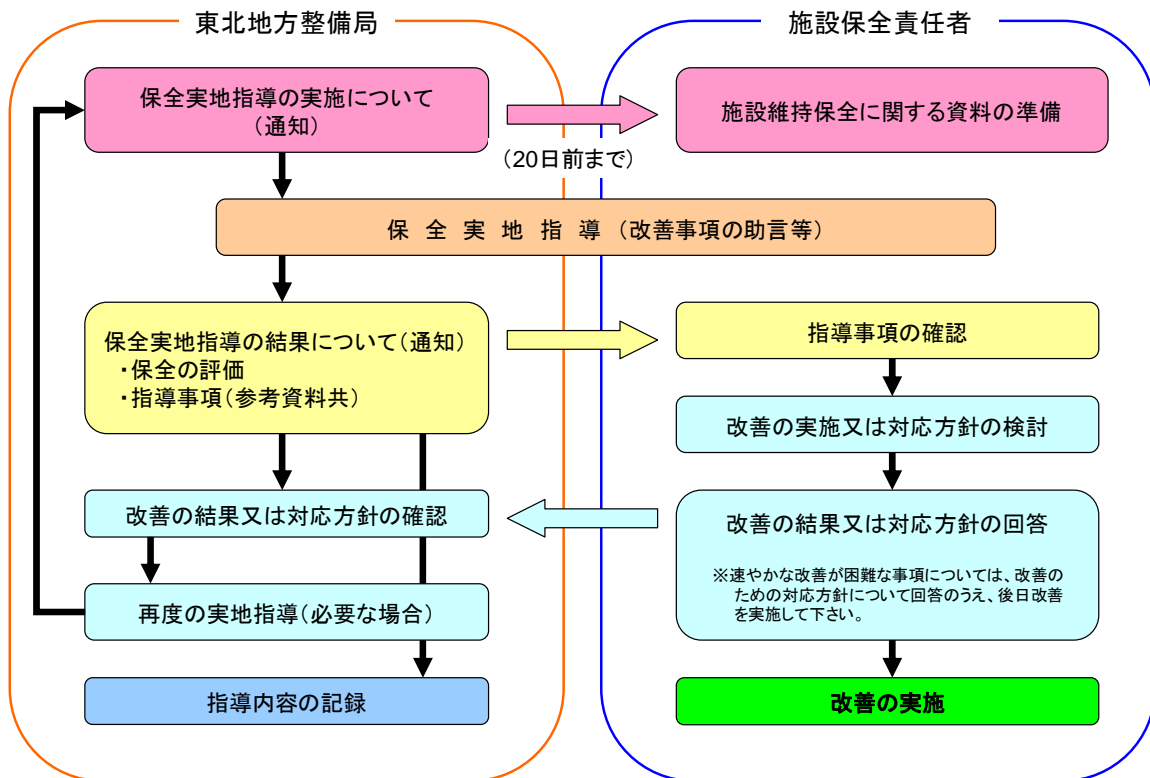 東北地方整備局
施設保全責任者
保全実地指導の実施について
（通知）
施設維持保全に関する資料の準備
（20日前まで）
保 全 実 地 指 導 （改善事項の助言等）
保全実地指導の結果について（通知）
・保全の評価
・指導事項（参考資料共）
指導事項の確認
改善の実施又は対応方針の検討
改善の結果又は対応方針の確認
改善の結果又は対応方針の回答
※速やかな改善が困難な事項については、改善の
ための対応方針について回答のうえ、後日改善
を実施して下さい。
再度の実地指導（必要な場合）
指導内容の記録
改善の実施